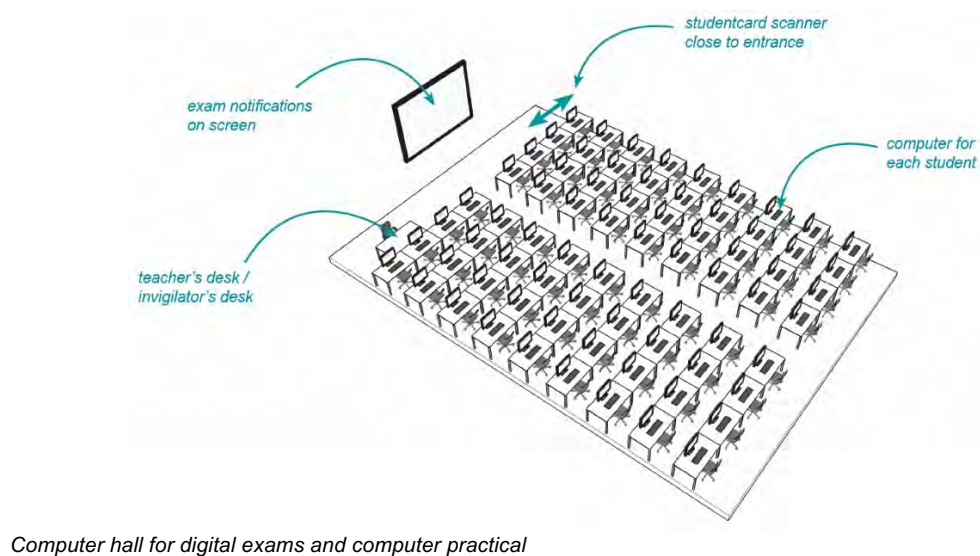 studentcard scanner
close to entrance
exam notifications
on screen
computer for
each student
teacher's desk /
invigilator's desk
Computer hall for digital exams and computer practical